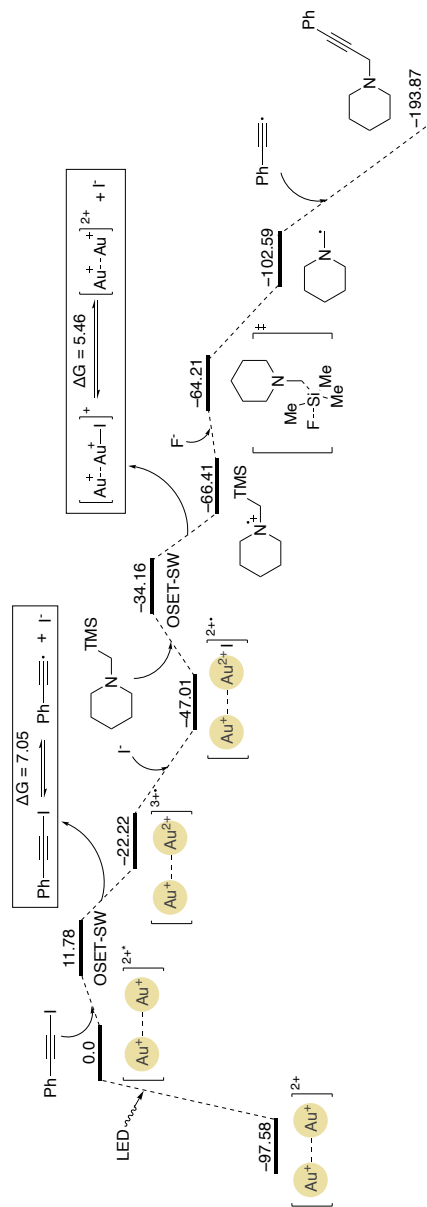 LED
−97.58
[Au⁺---Au⁺]²⁺
Ph≡I
0.0
[Au⁺---Au⁺]²⁺*
11.78
OSET-SW
ΔG = 7.05
Ph I
Ph • + I⁻
−22.22
[Au⁺---Au²⁺]³⁺•
I⁻
−47.01
[Au⁺---Au²⁺I]²⁺•
N TMS
−34.16
OSET-SW
ΔG = 5.46
[Au⁺---Au⁺—I]⁺
[Au⁺---Au⁺]²⁺ + I⁻
−66.41
N•⁺ TMS
F⁻
−64.21
N
Me Si Me
F Me
‡
−102.59
N •
Ph •
Ph
N
−193.87